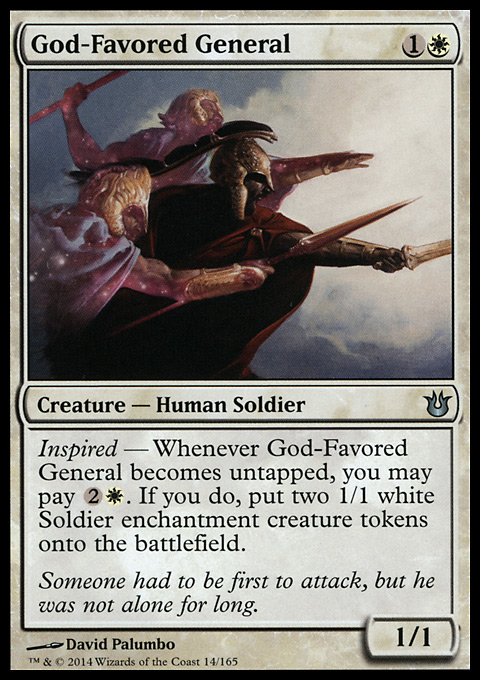 God-Favored General 1
Creature — Human Soldier
Inspired — Whenever God-Favored
General becomes untapped, you may
pay 2. If you do, put two 1/1 white
Soldier enchantment creature tokens
onto the battlefield.
Someone had to be first to attack, but he
was not alone for long.
David Palumbo
1/1
™ & © 2014 Wizards of the Coast 14/165